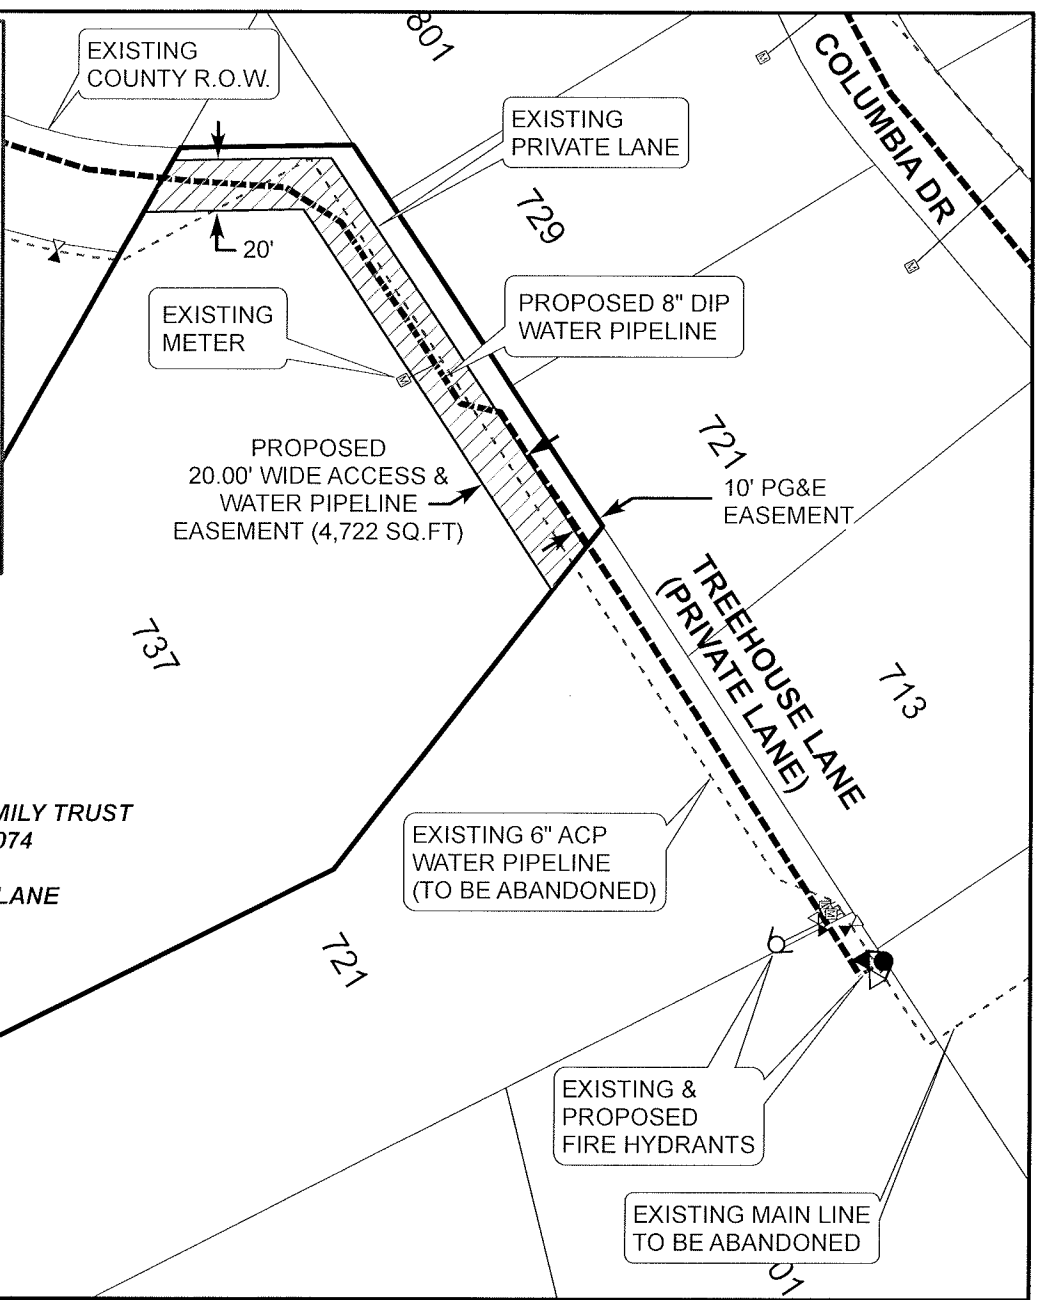 801
EXISTING
COUNTY R.O.W.
COLUMBIA DR
EXISTING
PRIVATE LANE
729
20'
EXISTING
METER
PROPOSED 8" DIP
WATER PIPELINE
721
PROPOSED
20.00' WIDE ACCESS &
WATER PIPELINE
EASEMENT (4,722 SQ.FT)
10' PG&E
EASEMENT
TREEHOUSE LANE
(PRIVATE LANE)
737
713
MILY TRUST
074
LANE
EXISTING 6" ACP
WATER PIPELINE
(TO BE ABANDONED)
721
EXISTING &
PROPOSED
FIRE HYDRANTS
EXISTING MAIN LINE
TO BE ABANDONED
01